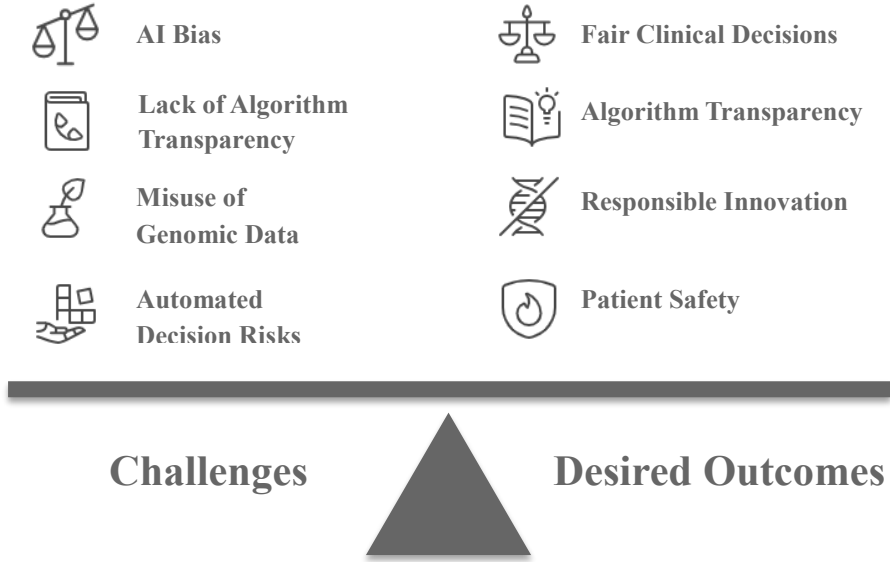 AI Bias
Lack of Algorithm
Transparency
Misuse of
Genomic Data
Automated
Decision Risks
Fair Clinical Decisions
Algorithm Transparency
Responsible Innovation
Patient Safety
Challenges
Desired Outcomes